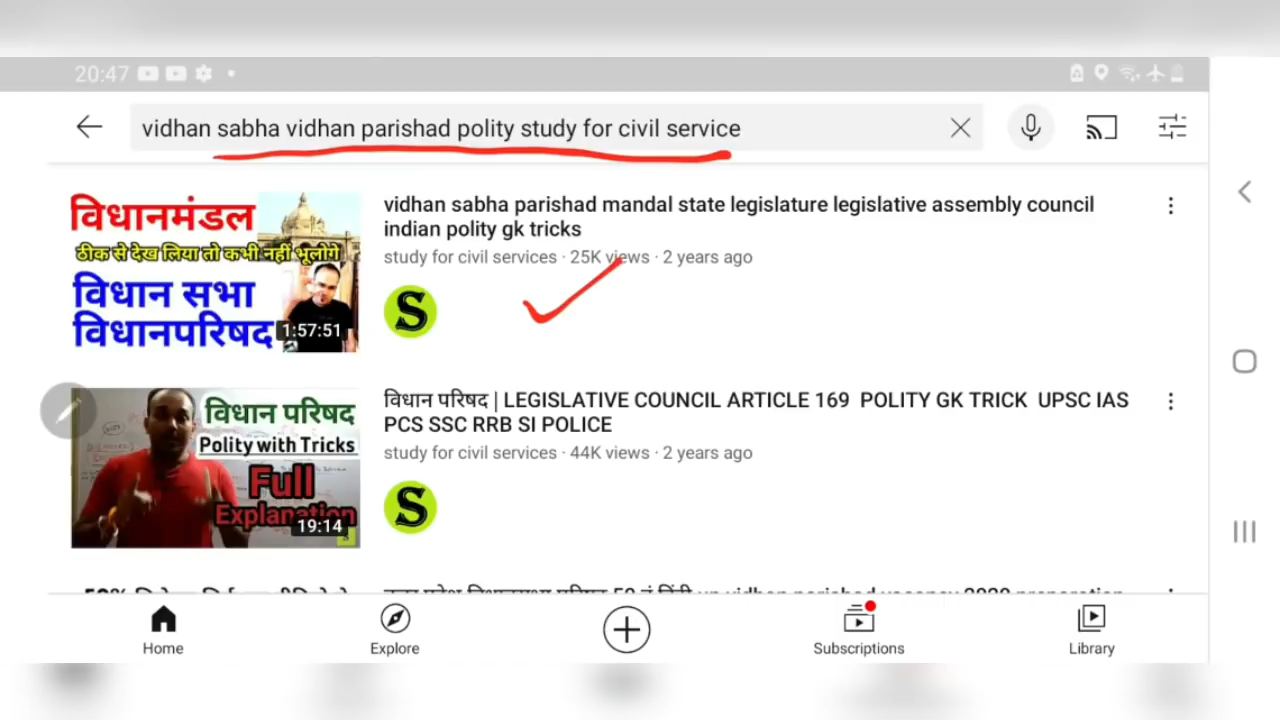 20:47
vidhan sabha vidhan parishad polity study for civil service
विधानमंडल
ठीक से देख लिया तो कभी नहीं भूलोगे
विधान सभा
विधानपरिषद
1:57:51
vidhan sabha parishad mandal state legislature legislative assembly council
indian polity gk tricks
study for civil services · 25K views · 2 years ago
S
विधान परिषद
Polity with Tricks
Full
Explanation
19:14
विधान परिषद | LEGISLATIVE COUNCIL ARTICLE 169 POLITY GK TRICK UPSC IAS
PCS SSC RRB SI POLICE
study for civil services · 44K views · 2 years ago
S
Home
Explore
Subscriptions
Library